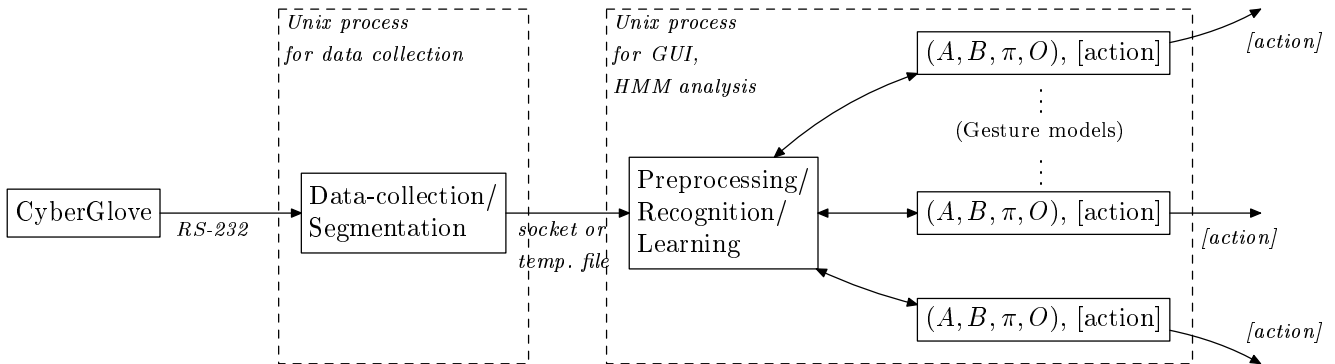 Unix process
for data collection
Unix process
for GUI,
HMM analysis
CyberGlove
RS-232
Data-collection/
Segmentation
socket or
temp. file
Preprocessing/
Recognition/
Learning
(A, B, π, O), [action]
[action]
(Gesture models)
(A, B, π, O), [action]
[action]
(A, B, π, O), [action]
[action]